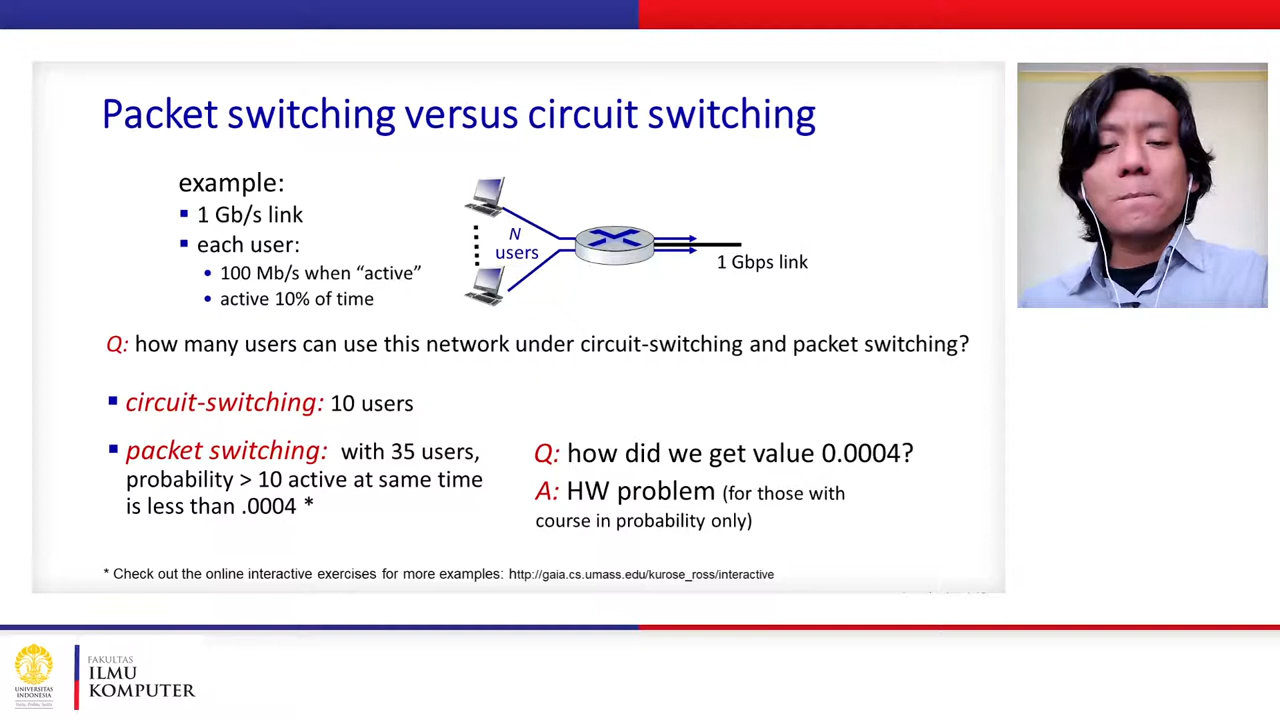 Packet switching versus circuit switching
example:
1 Gb/s link
each user:
100 Mb/s when “active”
active 10% of time
N
users
1 Gbps link
Q: how many users can use this network under circuit-switching and packet switching?
circuit-switching: 10 users
packet switching: with 35 users,
probability > 10 active at same time
is less than .0004 *
Q: how did we get value 0.0004?
A: HW problem (for those with
course in probability only)
* Check out the online interactive exercises for more examples: http://gaia.cs.umass.edu/kurose_ross/interactive
UNIVERSITAS
INDONESIA
FAKULTAS
ILMU
KOMPUTER